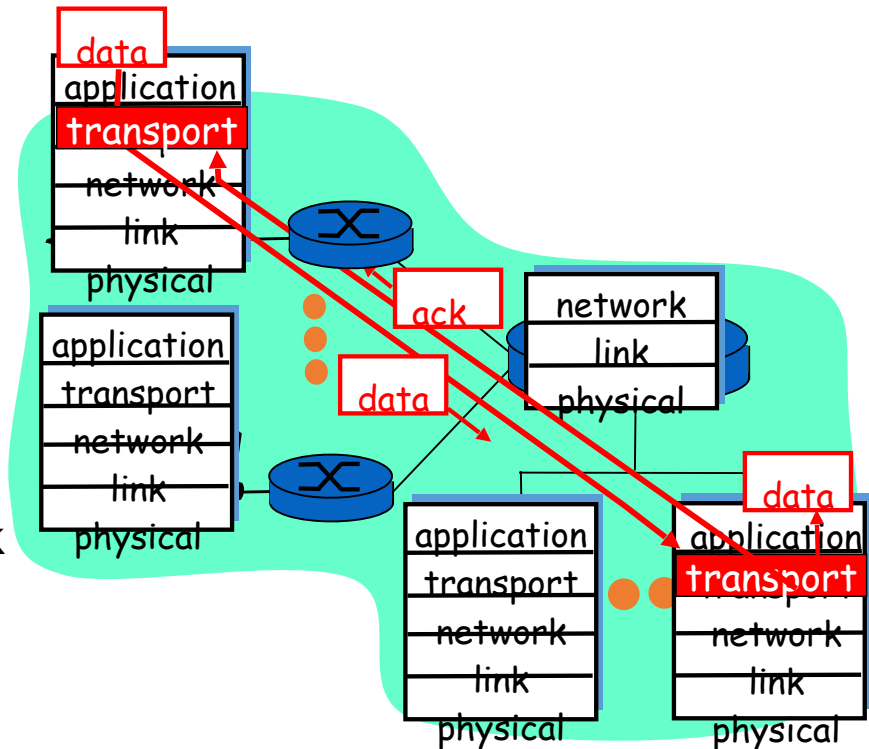 data
application
transport
network
link
physical
ack
network
link
physical
application
transport
network
link
physical
data
data
application
transport
network
link
physical
application
transport
network
link
physical